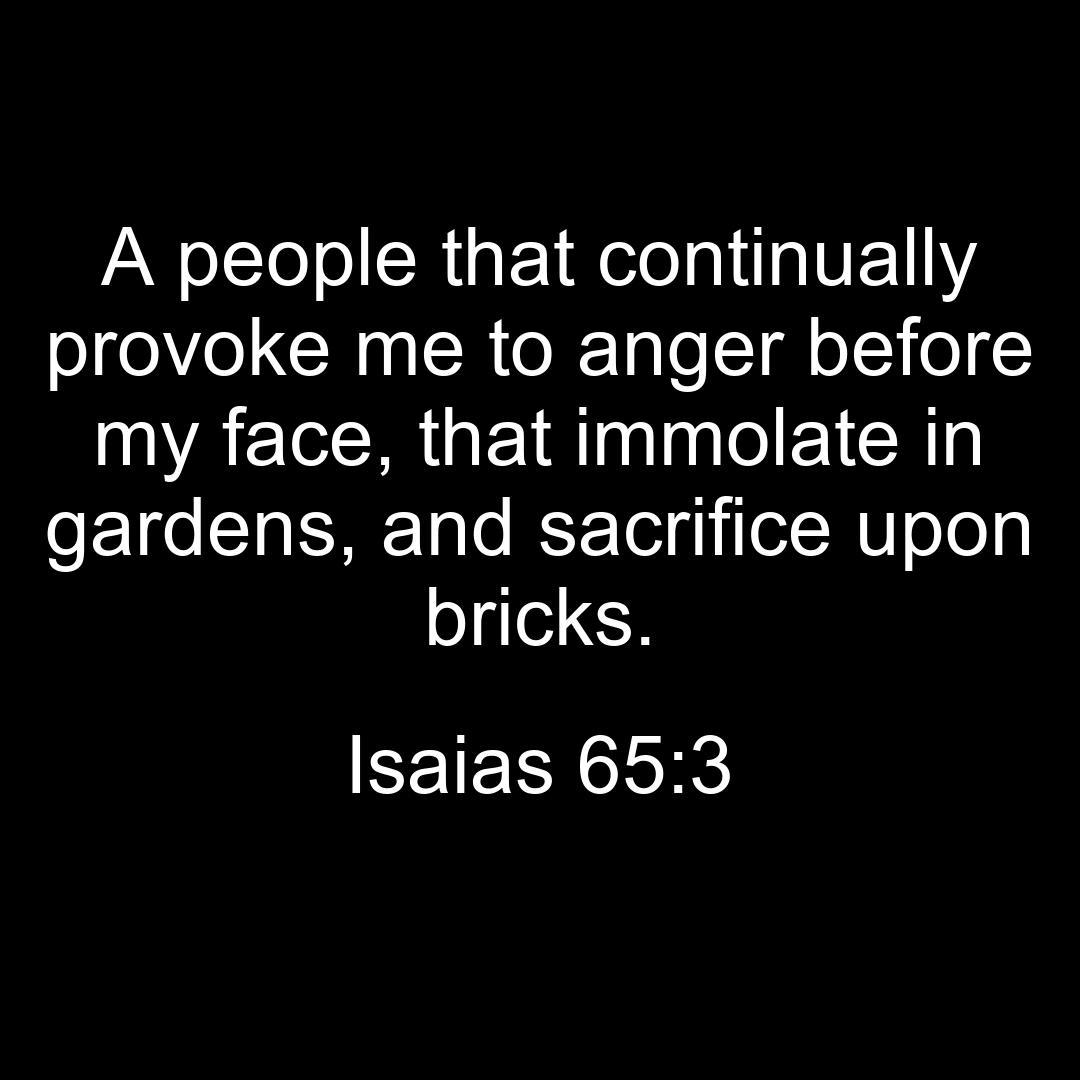 A people that continually
provoke me to anger before
my face, that immolate in
gardens, and sacrifice upon
bricks.
Isaias 65:3